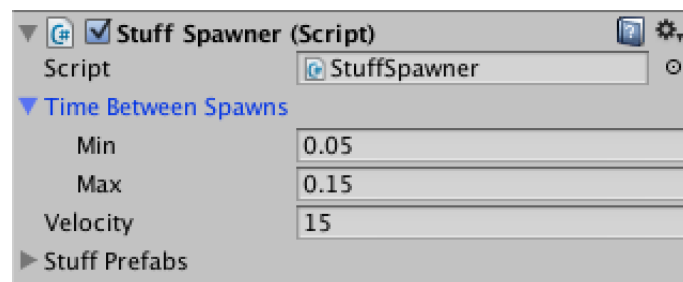 Stuff Spawner (Script)
Script StuffSpawner
Time Between Spawns
Min 0.05
Max 0.15
Velocity 15
Stuff Prefabs